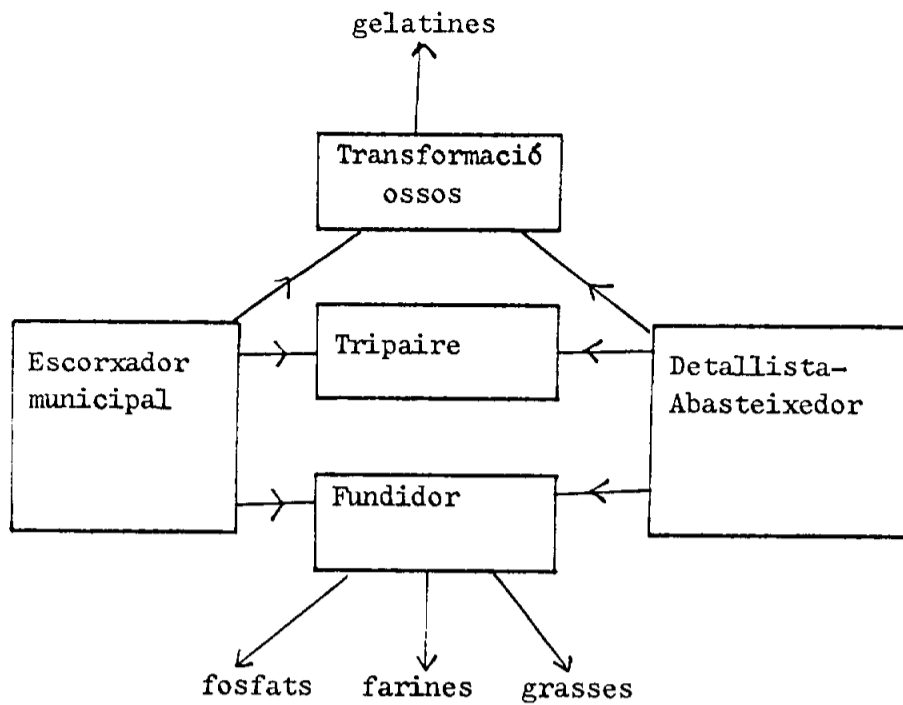 gelatines
Transformació
ossos
Escorxador
municipal
Tripaire
Detallista-
Abasteixedor
Fundidor
fosfats farines grasses